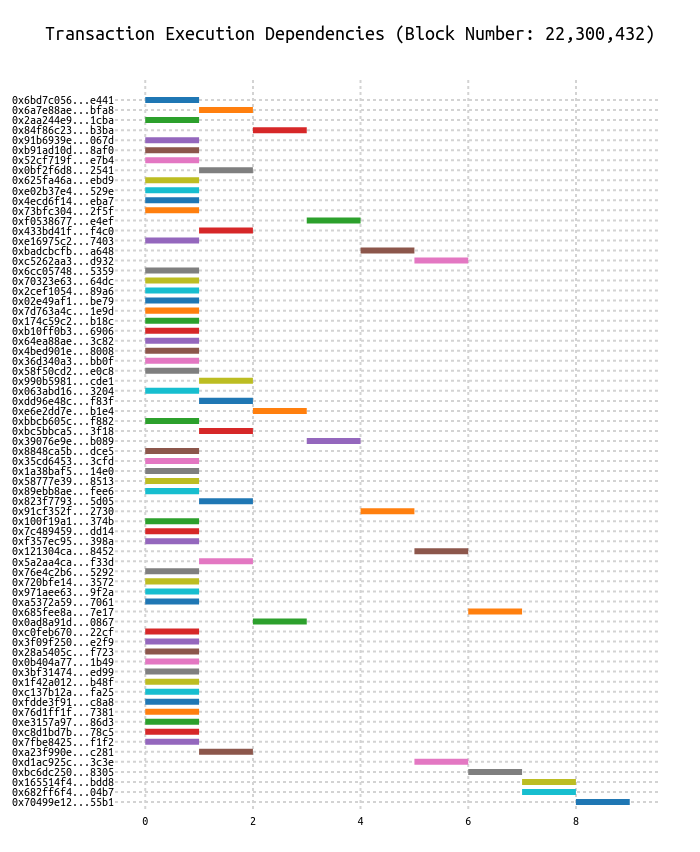 Transaction Execution Dependencies (Block Number: 22,300,432)
0x6bd7c056...e441
0x6a7e88ae...bfa8
0x2aa244e9...1cba
0x84f86c23...b3ba
0x91b6939e...067d
0xb91ad10d...8af0
0x52cf719f...e7b4
0x0bf2f6d8...2541
0x625fa46a...ebd9
0xe02b37e4...529e
0x4ecd6f14...eba7
0x73bfc304...2f5f
0xf0538677...e4ef
0x433bd41f...f4c0
0xe16975c2...7403
0xbadcbcfb...a648
0xc5262aa3...d932
0x6cc05748...5359
0x70323e63...64dc
0x2cef1054...89a6
0x02e49af1...be79
0x7d763a4c...1e9d
0x174c59c2...b18c
0xb10ff0b3...6906
0x64ea88ae...3c82
0x4bed901e...8008
0x36d340a3...bb0f
0x58f50cd2...e0c8
0x990b5981...cde1
0x063abd16...3204
0xdd96e48c...f83f
0xe6e2dd7e...b1e4
0xbbcb605c...f882
0xbc5bbca5...3f18
0x39076e9e...b089
0x8848ca5b...dce5
0x35cd6453...3cfd
0x1a38baf5...14e0
0x58777e39...8513
0x89ebb8ae...fee6
0x823f7793...5d05
0x91cf352f...2730
0x100f19a1...374b
0x7c489459...dd14
0xf357ec95...398a
0x121304ca...8452
0x5a2aa4ca...f33d
0x76e4c2b6...5292
0x720bfe14...3572
0x971aee63...9f2a
0xa5372a59...7061
0x685fee8a...7e17
0x0ad8a91d...0867
0xc0feb670...22cf
0x3f09f250...e2f9
0x28a5405c...f723
0x0b404a77...1b49
0x3bf31474...ed99
0x1f42a012...b48f
0xc137b12a...fa25
0xfdde3f91...c8a8
0x76d1ff1f...7381
0xe3157a97...86d3
0xc8d1bd7b...78c5
0x7fbe8425...f1f2
0xa23f990e...c281
0xd1ac925c...3c3e
0xbc6dc250...8305
0x165514f4...bdd8
0x682ff6f4...04b7
0x70499e12...55b1
0 2 4 6 8